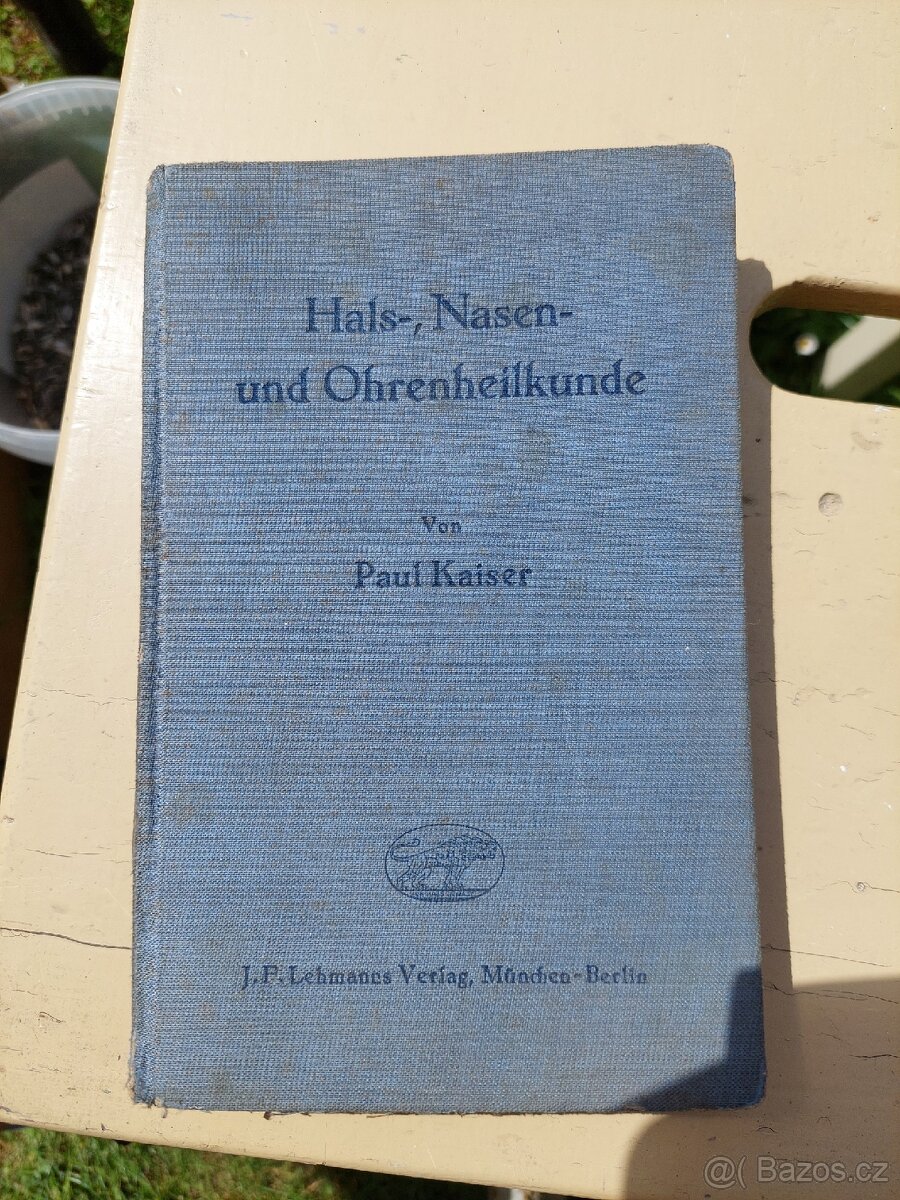 Hals-, Nasen-
und Ohrenheilkunde
Von
Paul Kaiser
J. F. Lehmanns Verlag, München-Berlin
@( Bazos.cz